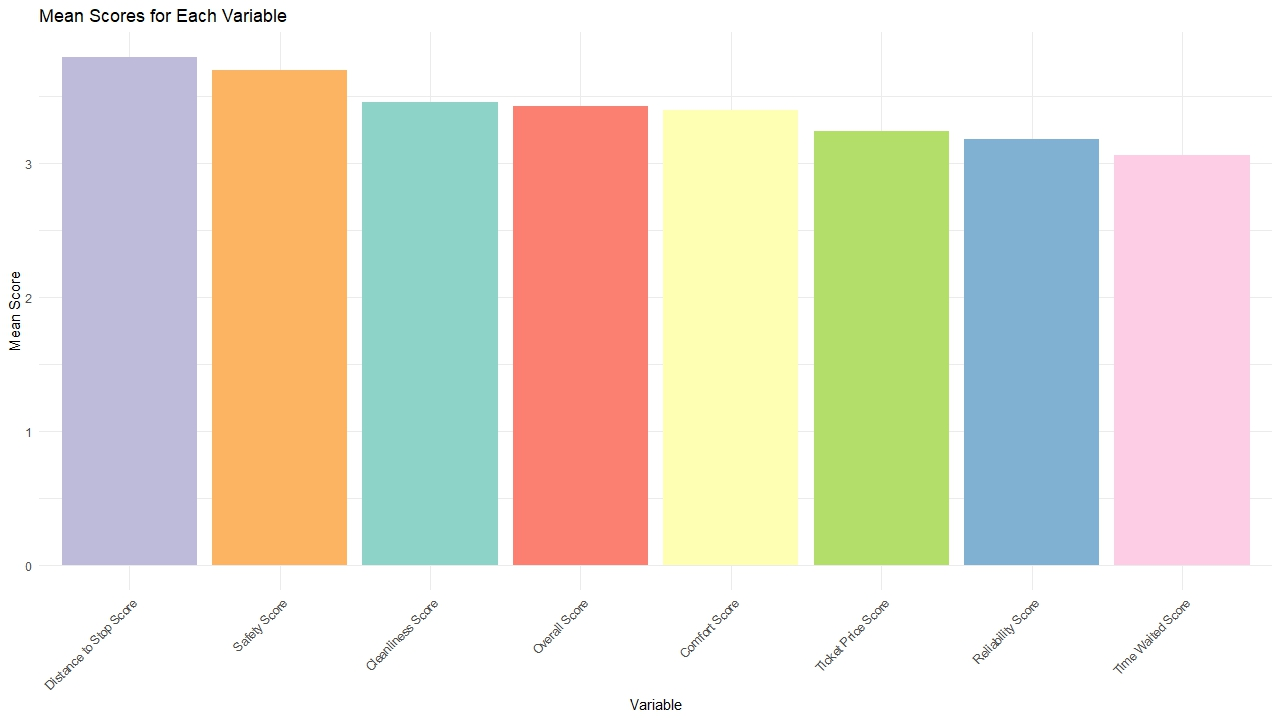 Mean Scores for Each Variable
Mean Score
3
2
1
0
Distance to Stop Score
Safety Score
Cleanliness Score
Overall Score
Comfort Score
Ticket Price Score
Reliability Score
Time Waited Score
Variable